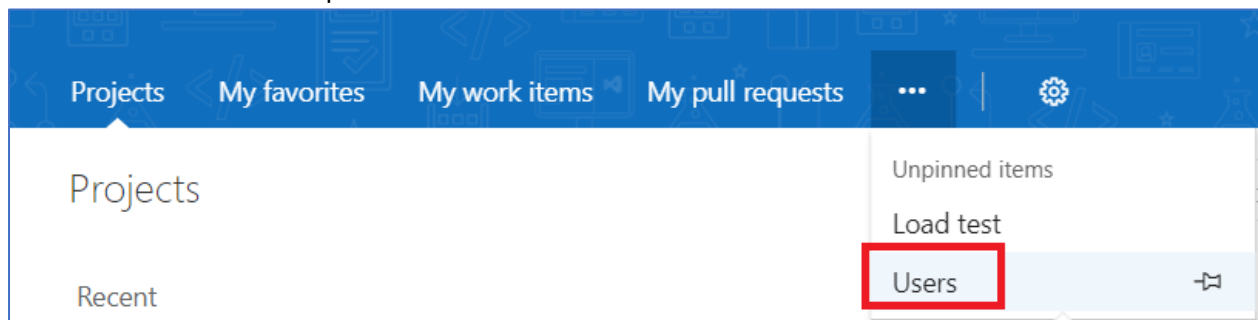 Projects My favorites My work items My pull requests ...
Unpinned items
Projects
Load test
Users
Recent